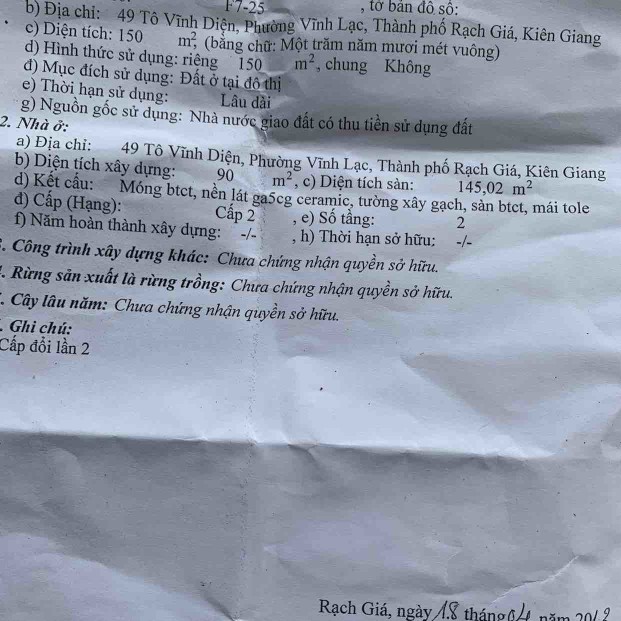 F7-25 , tờ bản đồ số:
b) Địa chỉ: 49 Tô Vĩnh Diện, Phường Vĩnh Lạc, Thành phố Rạch Giá, Kiên Giang
c) Diện tích: 150 m², (bằng chữ: Một trăm năm mươi mét vuông)
d) Hình thức sử dụng: riêng 150 m², chung Không
đ) Mục đích sử dụng: Đất ở tại đô thị
e) Thời hạn sử dụng: Lâu dài
g) Nguồn gốc sử dụng: Nhà nước giao đất có thu tiền sử dụng đất
2. Nhà ở:
a) Địa chỉ: 49 Tô Vĩnh Diện, Phường Vĩnh Lạc, Thành phố Rạch Giá, Kiên Giang
b) Diện tích xây dựng: 90 m², c) Diện tích sàn: 145,02 m²
d) Kết cấu: Móng btct, nền lát ga5cg ceramic, tường xây gạch, sàn btct, mái tole
đ) Cấp (Hạng): Cấp 2 , e) Số tầng: 2
f) Năm hoàn thành xây dựng: -/- , h) Thời hạn sở hữu: -/-
. Công trình xây dựng khác: Chưa chứng nhận quyền sở hữu.
. Rừng sản xuất là rừng trồng: Chưa chứng nhận quyền sở hữu.
. Cây lâu năm: Chưa chứng nhận quyền sở hữu.
. Ghi chú:
Cấp đổi lần 2
Rạch Giá, ngày 18 tháng năm 2012